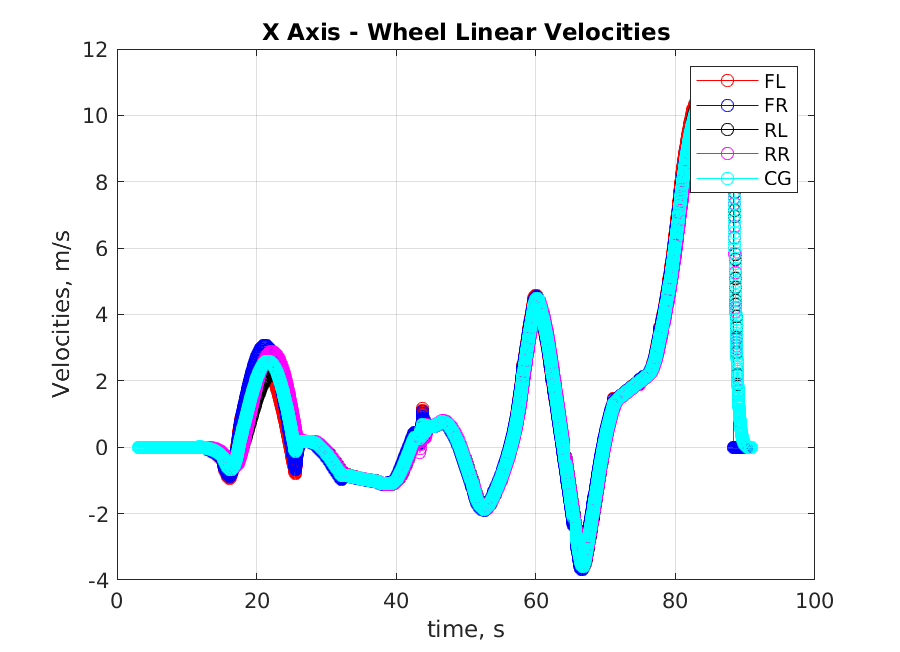 X Axis - Wheel Linear Velocities
12
10
8
6
4
2
0
-2
-4
Velocities, m/s
FL
FR
RL
RR
CG
0 20 40 60 80 100
time, s